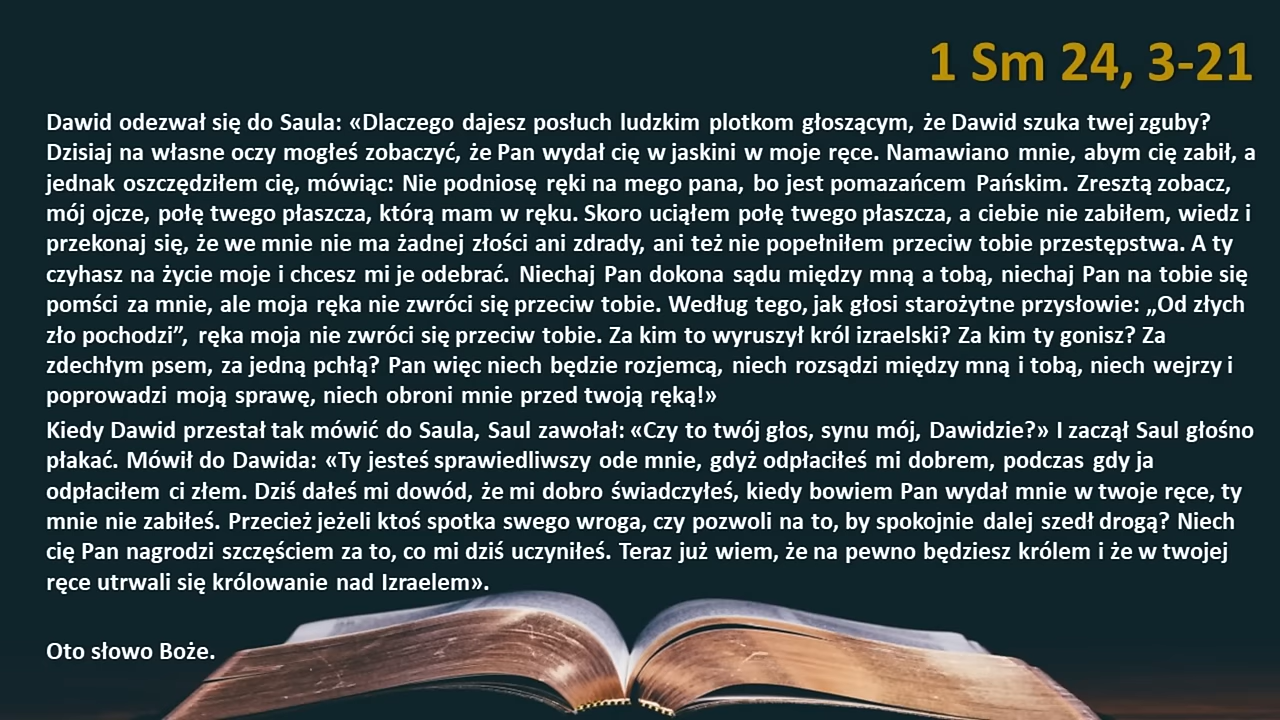 1 Sm 24, 3-21
Dawid odezwał się do Saula: «Dlaczego dajesz posłuch ludzkim plotkom głoszącym, że Dawid szuka twej zguby?
Dzisiaj na własne oczy mogłeś zobaczyć, że Pan wydał cię w jaskini w moje ręce. Namawiano mnie, abym cię zabił, a
jednak oszczędziłem cię, mówiąc: Nie podniosę ręki na mego pana, bo jest pomazańcem Pańskim. Zresztą zobacz,
mój ojcze, połę twego płaszcza, którą mam w ręku. Skoro uciąłem połę twego płaszcza, a ciebie nie zabiłem, wiedz i
przekonaj się, że we mnie nie ma żadnej złości ani zdrady, ani też nie popełniłem przeciw tobie przestępstwa. A ty
czyhasz na życie moje i chcesz mi je odebrać. Niechaj Pan dokona sądu między mną a tobą, niechaj Pan na tobie się
pomści za mnie, ale moja ręka nie zwróci się przeciw tobie. Według tego, jak głosi starożytne przysłowie: „Od złych
zło pochodzi”, ręka moja nie zwróci się przeciw tobie. Za kim to wyruszył król izraelski? Za kim ty gonisz? Za
zdechłym psem, za jedną pchłą? Pan więc niech będzie rozjemcą, niech rozsądzi między mną i tobą, niech wejrzy i
poprowadzi moją sprawę, niech obroni mnie przed twoją ręką!»
Kiedy Dawid przestał tak mówić do Saula, Saul zawołał: «Czy to twój głos, synu mój, Dawidzie?» I zaczął Saul głośno
płakać. Mówił do Dawida: «Ty jesteś sprawiedliwszy ode mnie, gdyż odpłaciłeś mi dobrem, podczas gdy ja
odpłaciłem ci złem. Dziś dałeś mi dowód, że mi dobro świadczyłeś, kiedy bowiem Pan wydał mnie w twoje ręce, ty
mnie nie zabiłeś. Przecież jeżeli ktoś spotka swego wroga, czy pozwoli na to, by spokojnie dalej szedł drogą? Niech
cię Pan nagrodzi szczęściem za to, co mi dziś uczyniłeś. Teraz już wiem, że na pewno będziesz królem i że w twojej
ręce utrwali się królowanie nad Izraelem».
Oto słowo Boże.